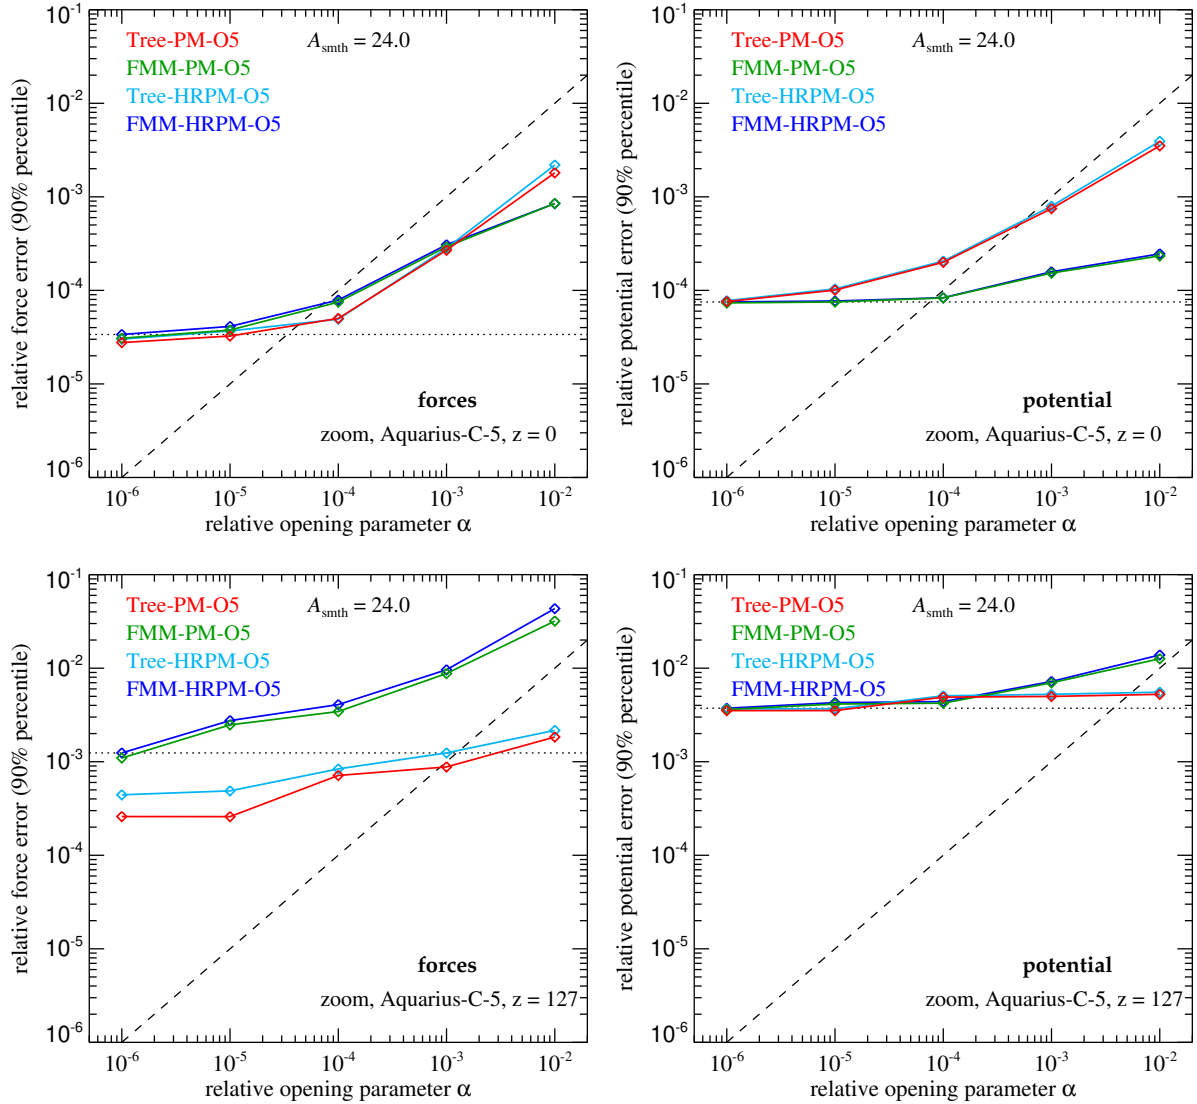 Tree-PM-O5
FMM-PM-O5
Tree-HRPM-O5
FMM-HRPM-O5
A_smth = 24.0
10^-1
10^-2
10^-3
10^-4
10^-5
10^-6
relative force error (90% percentile)
forces
zoom, Aquarius-C-5, z = 0
10^-6 10^-5 10^-4 10^-3 10^-2
relative opening parameter α
Tree-PM-O5
FMM-PM-O5
Tree-HRPM-O5
FMM-HRPM-O5
A_smth = 24.0
10^-1
10^-2
10^-3
10^-4
10^-5
10^-6
relative potential error (90% percentile)
potential
zoom, Aquarius-C-5, z = 0
10^-6 10^-5 10^-4 10^-3 10^-2
relative opening parameter α
Tree-PM-O5
FMM-PM-O5
Tree-HRPM-O5
FMM-HRPM-O5
A_smth = 24.0
10^-1
10^-2
10^-3
10^-4
10^-5
10^-6
relative force error (90% percentile)
forces
zoom, Aquarius-C-5, z = 127
10^-6 10^-5 10^-4 10^-3 10^-2
relative opening parameter α
Tree-PM-O5
FMM-PM-O5
Tree-HRPM-O5
FMM-HRPM-O5
A_smth = 24.0
10^-1
10^-2
10^-3
10^-4
10^-5
10^-6
relative potential error (90% percentile)
potential
zoom, Aquarius-C-5, z = 127
10^-6 10^-5 10^-4 10^-3 10^-2
relative opening parameter α